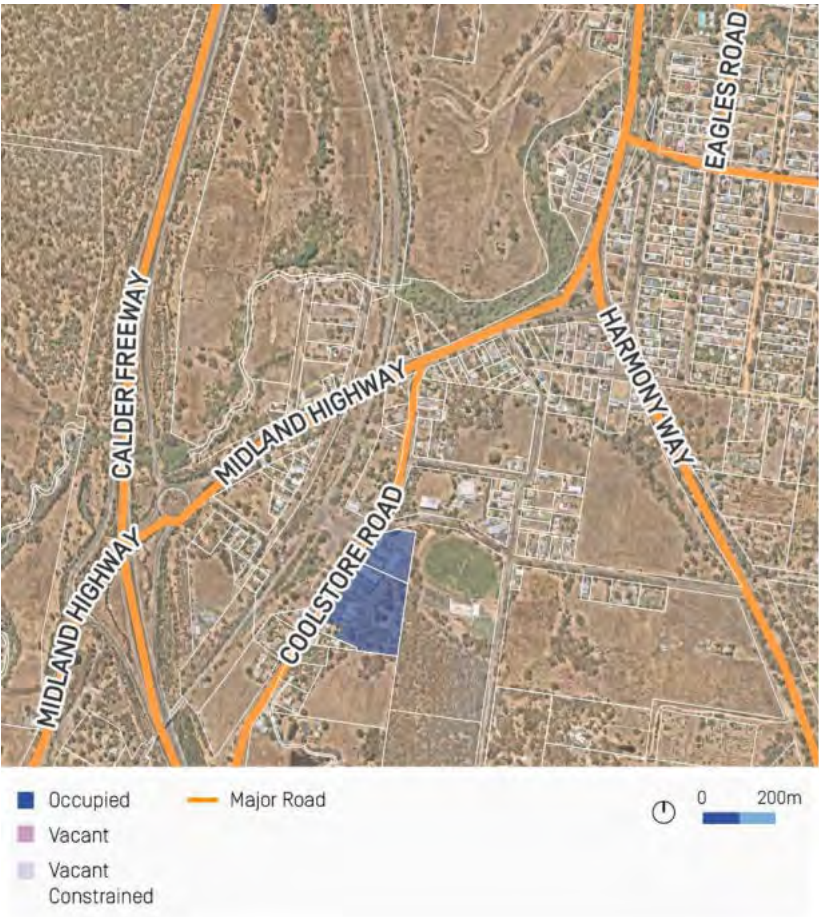 EAGLES ROAD
CALDER FREEWAY
HARMONY WAY
MIDLAND HIGHWAY
COOLSTORE ROAD
MIDLAND HIGHWAY
Occupied
Major Road
0 200m
Vacant
Vacant
Constrained